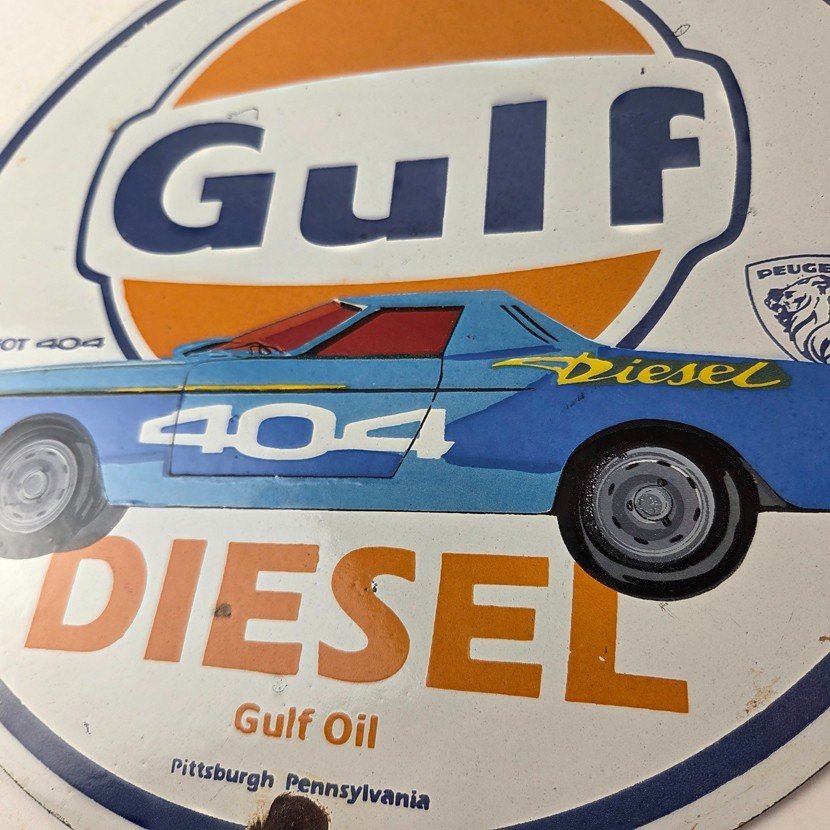 Gulf
PEUGE
OT 404
Diesel
404
DIESEL
Gulf Oil
Pittsburgh Pennsylvania